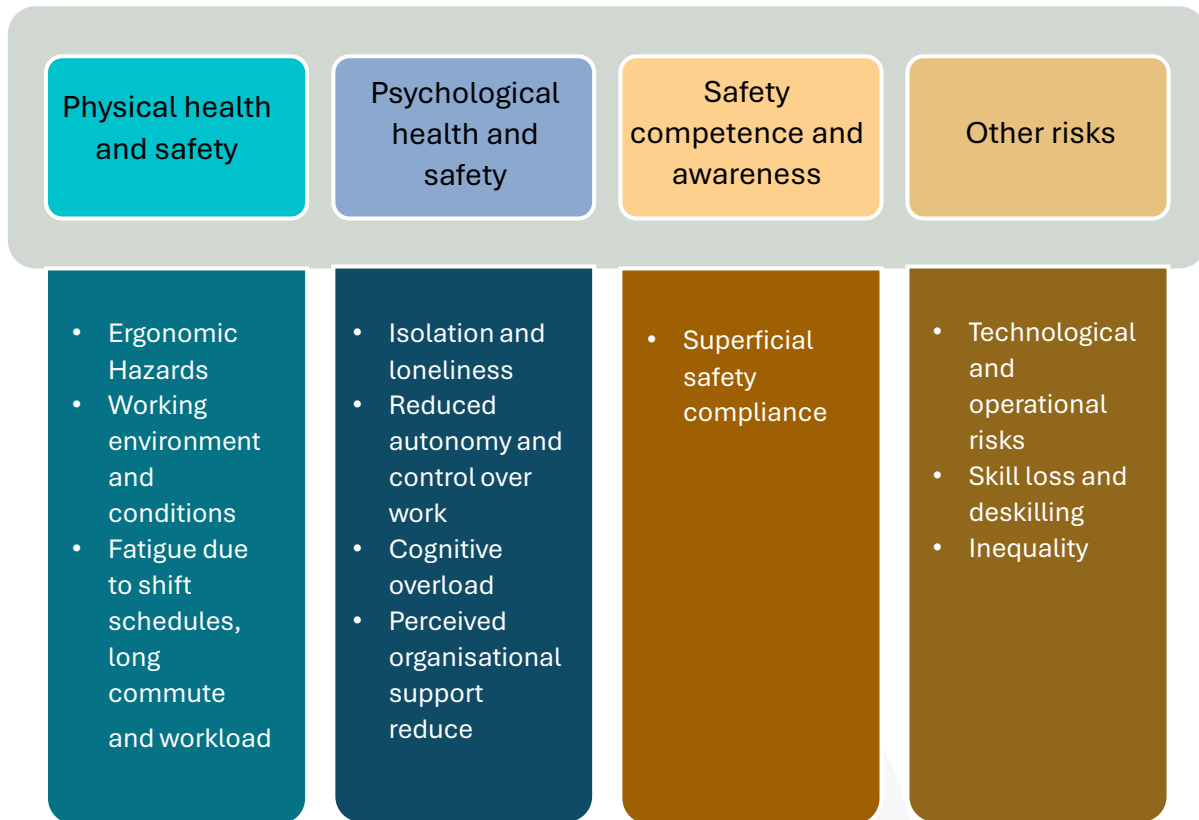 Physical health
and safety
Psychological
health and
safety
Safety
competence and
awareness
Other risks
• Ergonomic
Hazards
• Working
environment
and
conditions
• Fatigue due
to shift
schedules,
long
commute
and workload
• Isolation and
loneliness
• Reduced
autonomy and
control over
work
• Cognitive
overload
• Perceived
organisational
support
reduce
• Superficial
safety
compliance
• Technological
and
operational
risks
• Skill loss and
deskilling
• Inequality